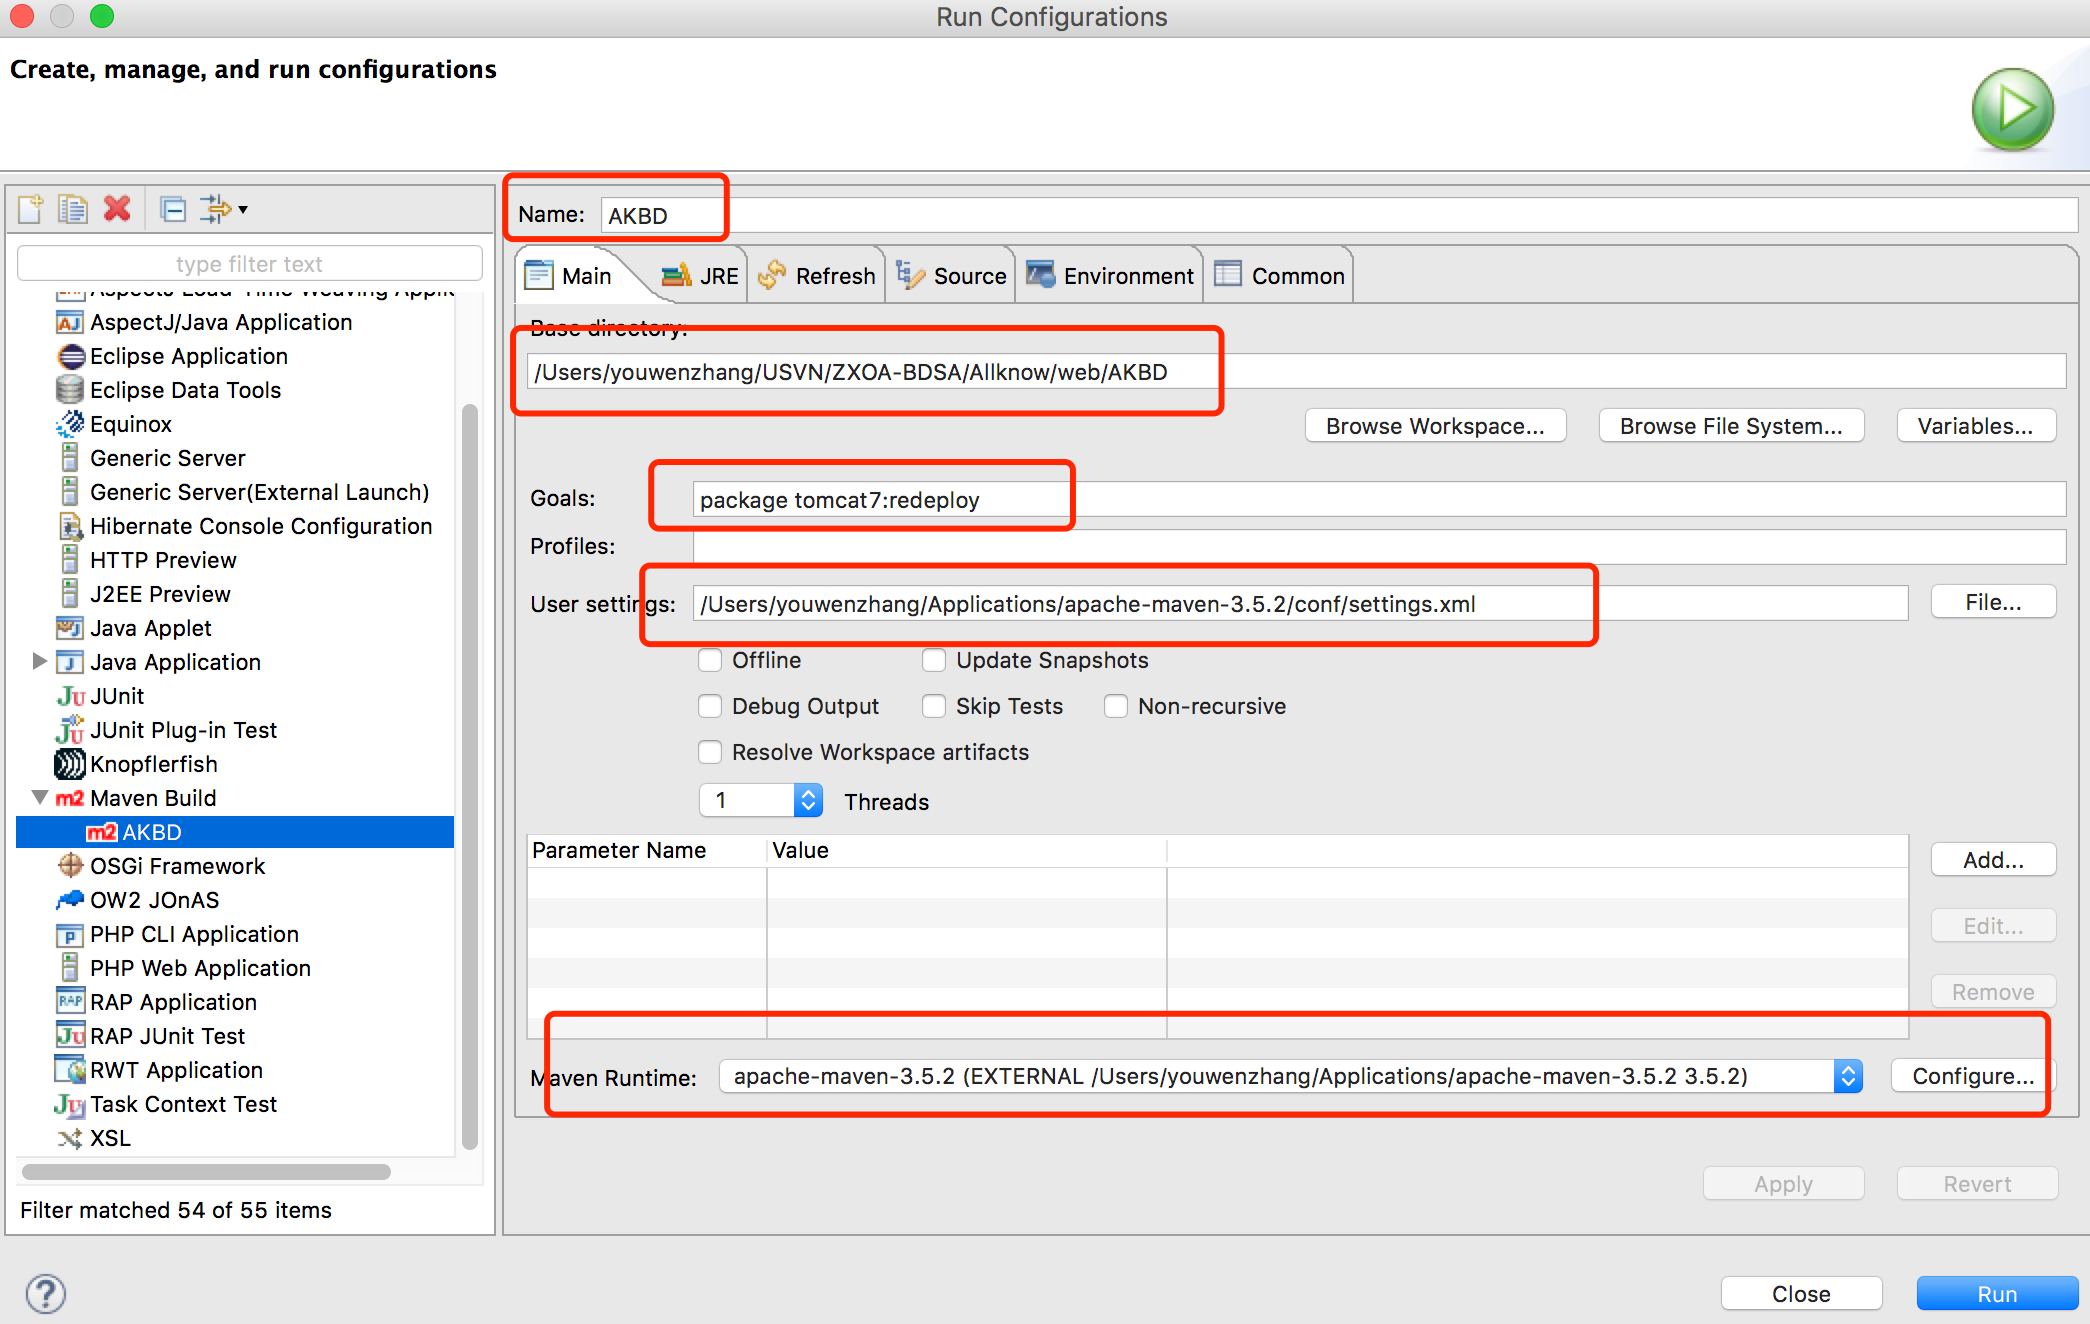 Run Configurations
Create, manage, and run configurations
type filter text
AspectJ Load-Time Weaving Applic
AspectJ/Java Application
Eclipse Application
Eclipse Data Tools
Equinox
Generic Server
Generic Server(External Launch)
Hibernate Console Configuration
HTTP Preview
J2EE Preview
Java Applet
Java Application
JUnit
JUnit Plug-in Test
Knopflerfish
Maven Build
AKBD
OSGi Framework
OW2 JOnAS
PHP CLI Application
PHP Web Application
RAP Application
RAP JUnit Test
RWT Application
Task Context Test
XSL
Filter matched 54 of 55 items
Name: AKBD
Main JRE Refresh Source Environment Common
Base directory:
/Users/youwenzhang/USVN/ZXOA-BDSA/Allknow/web/AKBD
Browse Workspace... Browse File System... Variables...
Goals: package tomcat7:redeploy
Profiles:
User settings: /Users/youwenzhang/Applications/apache-maven-3.5.2/conf/settings.xml File...
Offline Update Snapshots
Debug Output Skip Tests Non-recursive
Resolve Workspace artifacts
1 Threads
Parameter Name Value
Add...
Edit...
Remove
Maven Runtime: apache-maven-3.5.2 (EXTERNAL /Users/youwenzhang/Applications/apache-maven-3.5.2 3.5.2) Configure...
Apply Revert
Close Run